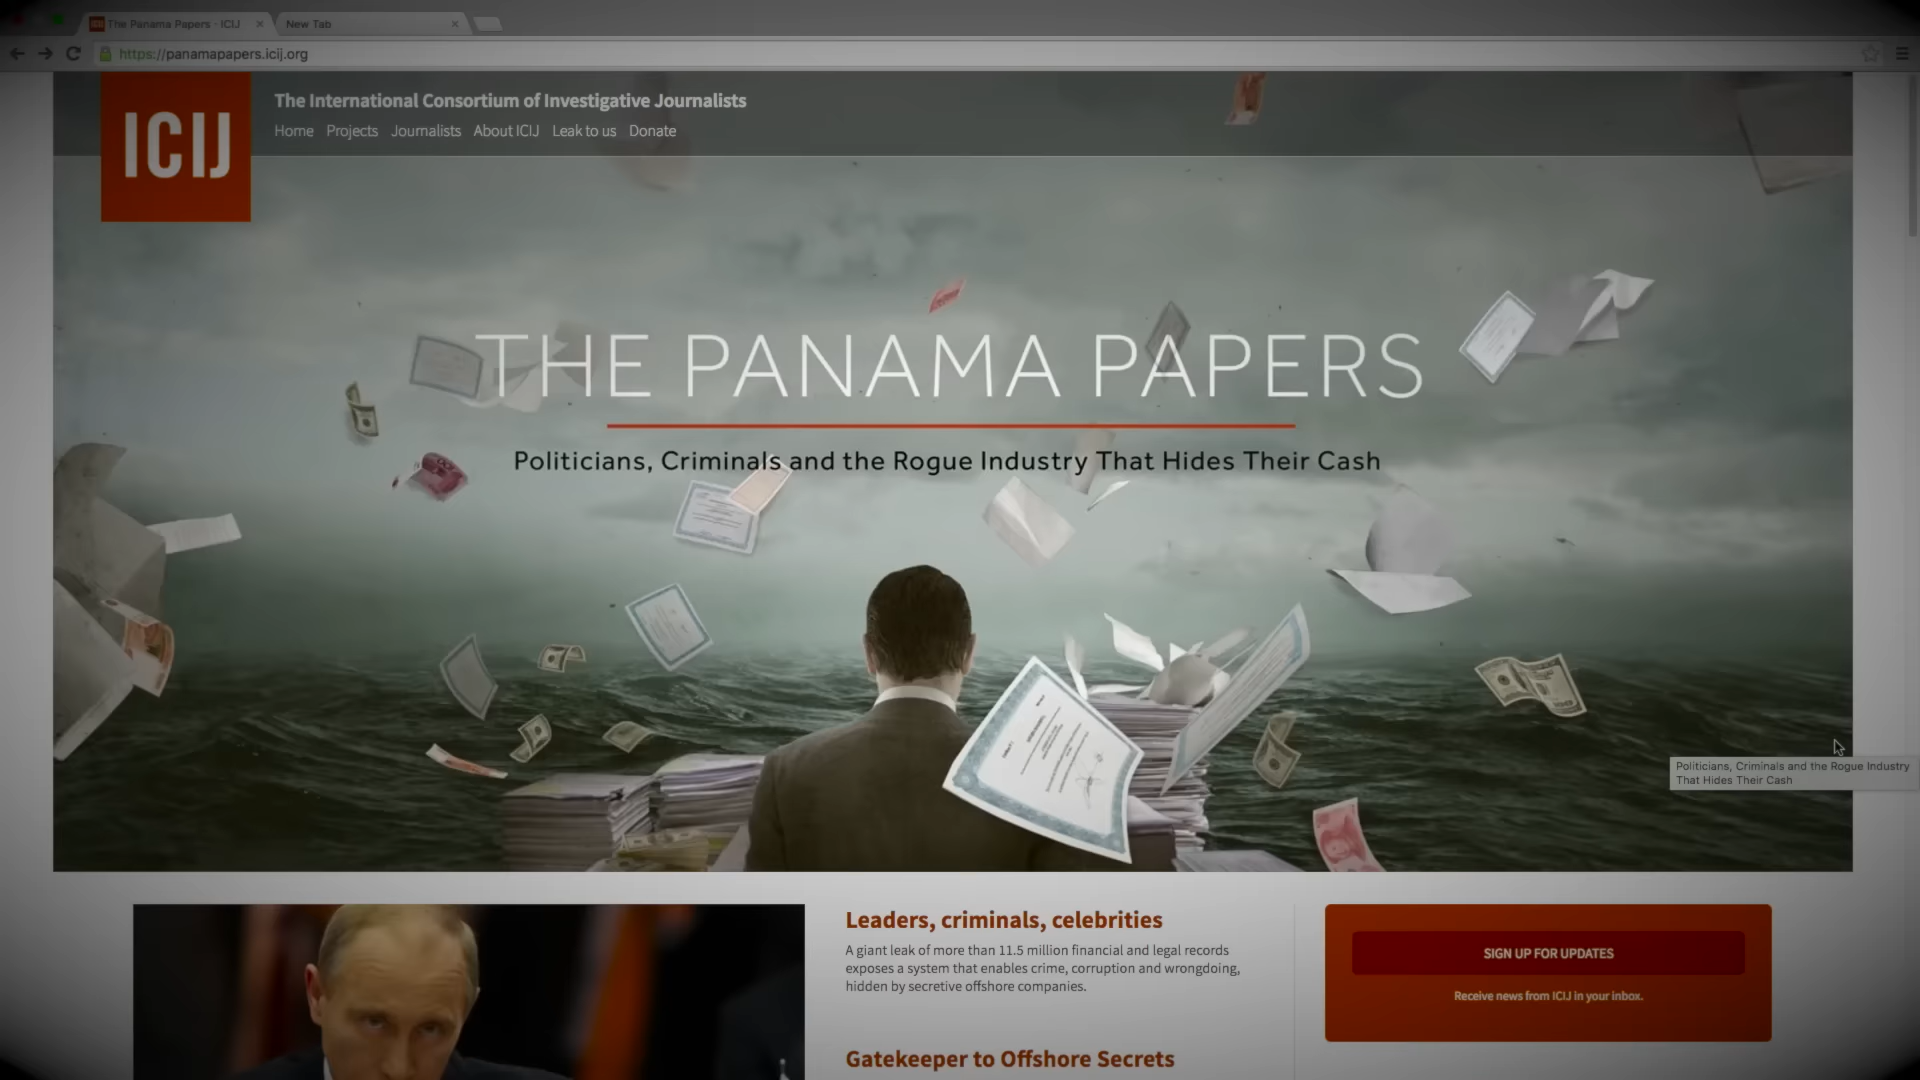 The Panama Papers · ICIJ
New Tab
https://panamapapers.icij.org
ICIJ
The International Consortium of Investigative Journalists
Home Projects Journalists About ICIJ Leak to us Donate
THE PANAMA PAPERS
Politicians, Criminals and the Rogue Industry That Hides Their Cash
Politicians, Criminals and the Rogue Industry
That Hides Their Cash
Leaders, criminals, celebrities
A giant leak of more than 11.5 million financial and legal records
exposes a system that enables crime, corruption and wrongdoing,
hidden by secretive offshore companies.
Gatekeeper to Offshore Secrets
SIGN UP FOR UPDATES
Receive news from ICIJ in your inbox.